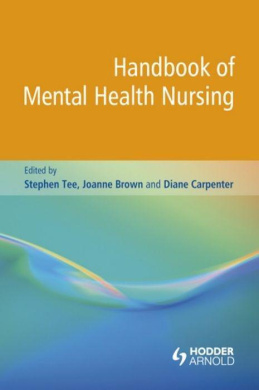 Handbook of
Mental Health Nursing
Edited by
Stephen Tee, Joanne Brown and Diane Carpenter
HODDER
ARNOLD